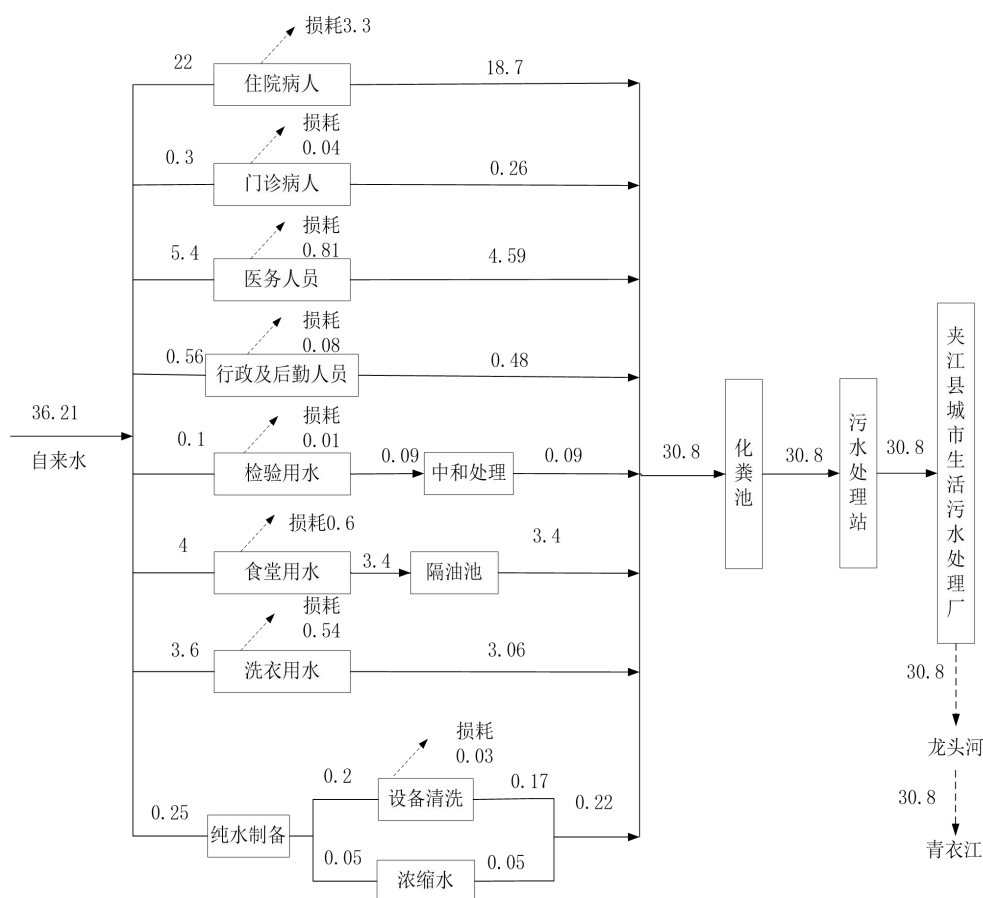 损耗3.3
22
住院病人
18.7
损耗
0.04
0.3
门诊病人
0.26
损耗
0.81
5.4
医务人员
4.59
损耗
0.08
0.56
行政及后勤人员
0.48
36.21
自来水
损耗
0.01
0.1
检验用水
0.09
中和处理
0.09
损耗0.6
4
食堂用水
3.4
隔油池
3.4
损耗
0.54
3.6
洗衣用水
3.06
损耗
0.03
0.25
纯水制备
0.2
设备清洗
0.17
0.05
浓缩水
0.05
0.22
30.8
化粪池
30.8
污水处理站
30.8
夹江县城市生活污水处理厂
30.8
龙头河
30.8
青衣江